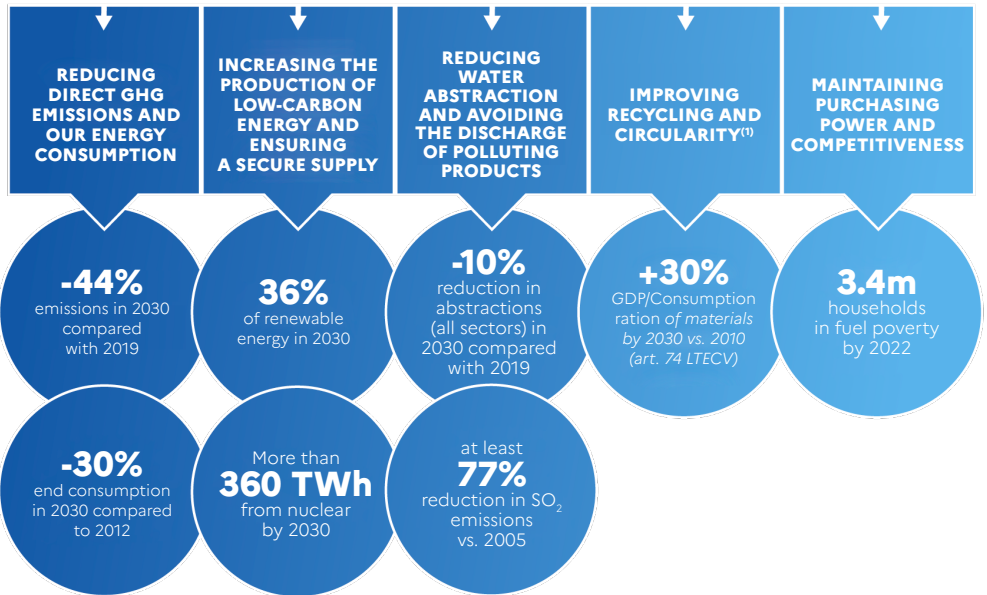 REDUCING
DIRECT GHG
EMISSIONS AND
OUR ENERGY
CONSUMPTION
INCREASING THE
PRODUCTION OF
LOW-CARBON
ENERGY AND
ENSURING
A SECURE SUPPLY
REDUCING
WATER
ABSTRACTION
AND AVOIDING
THE DISCHARGE
OF POLLUTING
PRODUCTS
IMPROVING
RECYCLING AND
CIRCULARITY(1)
MAINTAINING
PURCHASING
POWER AND
COMPETITIVENESS
-44%
emissions in 2030
compared
with 2019
36%
of renewable
energy in 2030
-10%
reduction in
abstractions
(all sectors) in
2030 compared
with 2019
+30%
GDP/Consumption
ration of materials
by 2030 vs. 2010
(art. 74 LTECV)
3.4m
households
in fuel poverty
by 2022
-30%
end consumption
in 2030 compared
to 2012
More than
360 TWh
from nuclear
by 2030
at least
77%
reduction in SO₂
emissions
vs. 2005